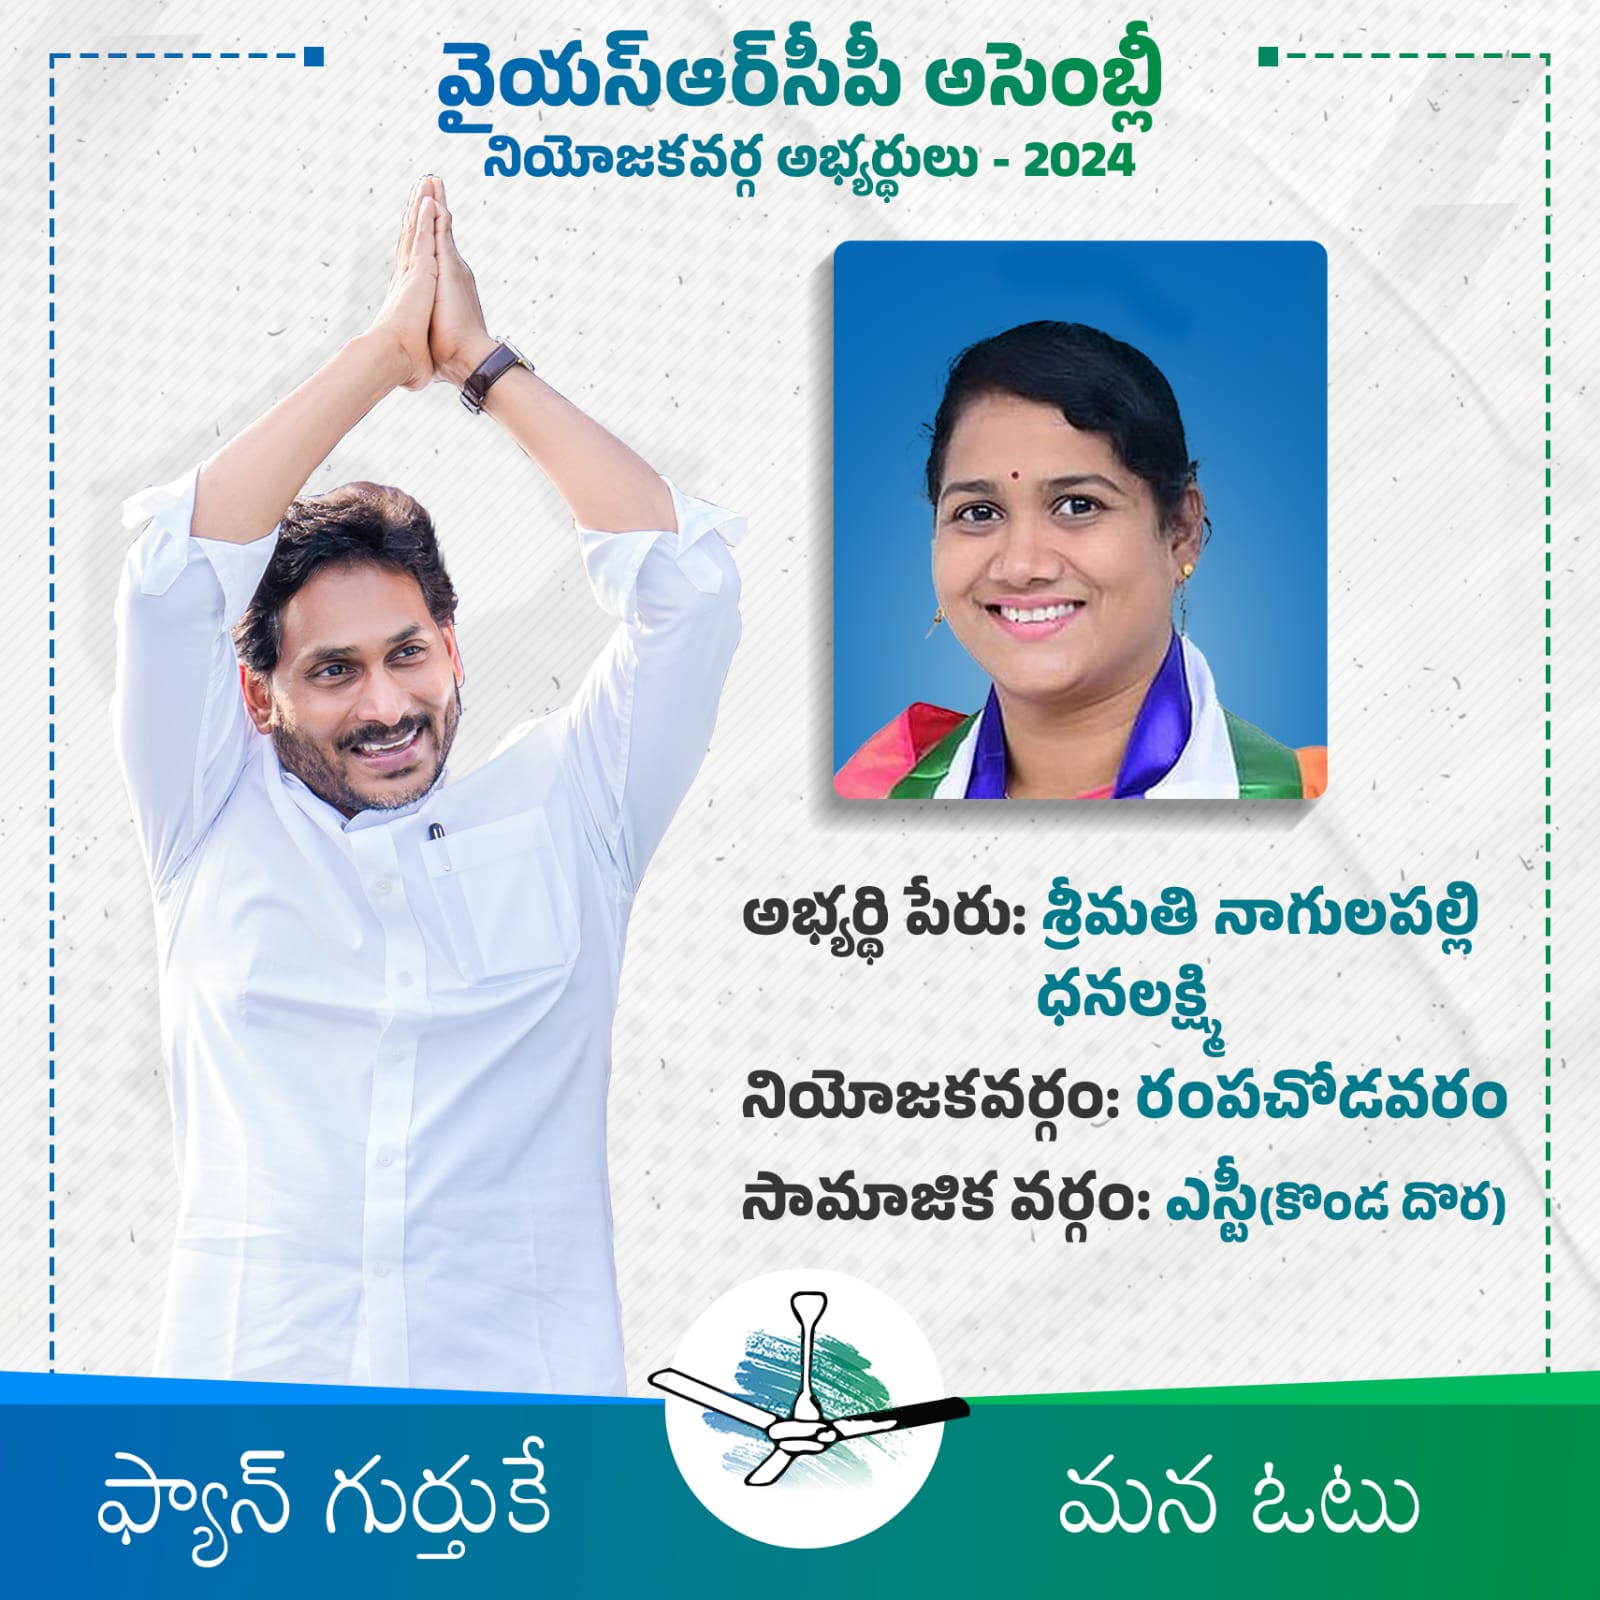 వైయస్ఆర్‌సీపీ అసెంబ్లీ
నియోజకవర్గ అభ్యర్థులు - 2024
అభ్యర్థి పేరు: శ్రీమతి నాగులపల్లి
ధనలక్ష్మి
నియోజకవర్గం: రంపచోడవరం
సామాజిక వర్గం: ఎస్టీ(కొండ దొర)
ఫ్యాన్ గుర్తుకే మన ఓటు